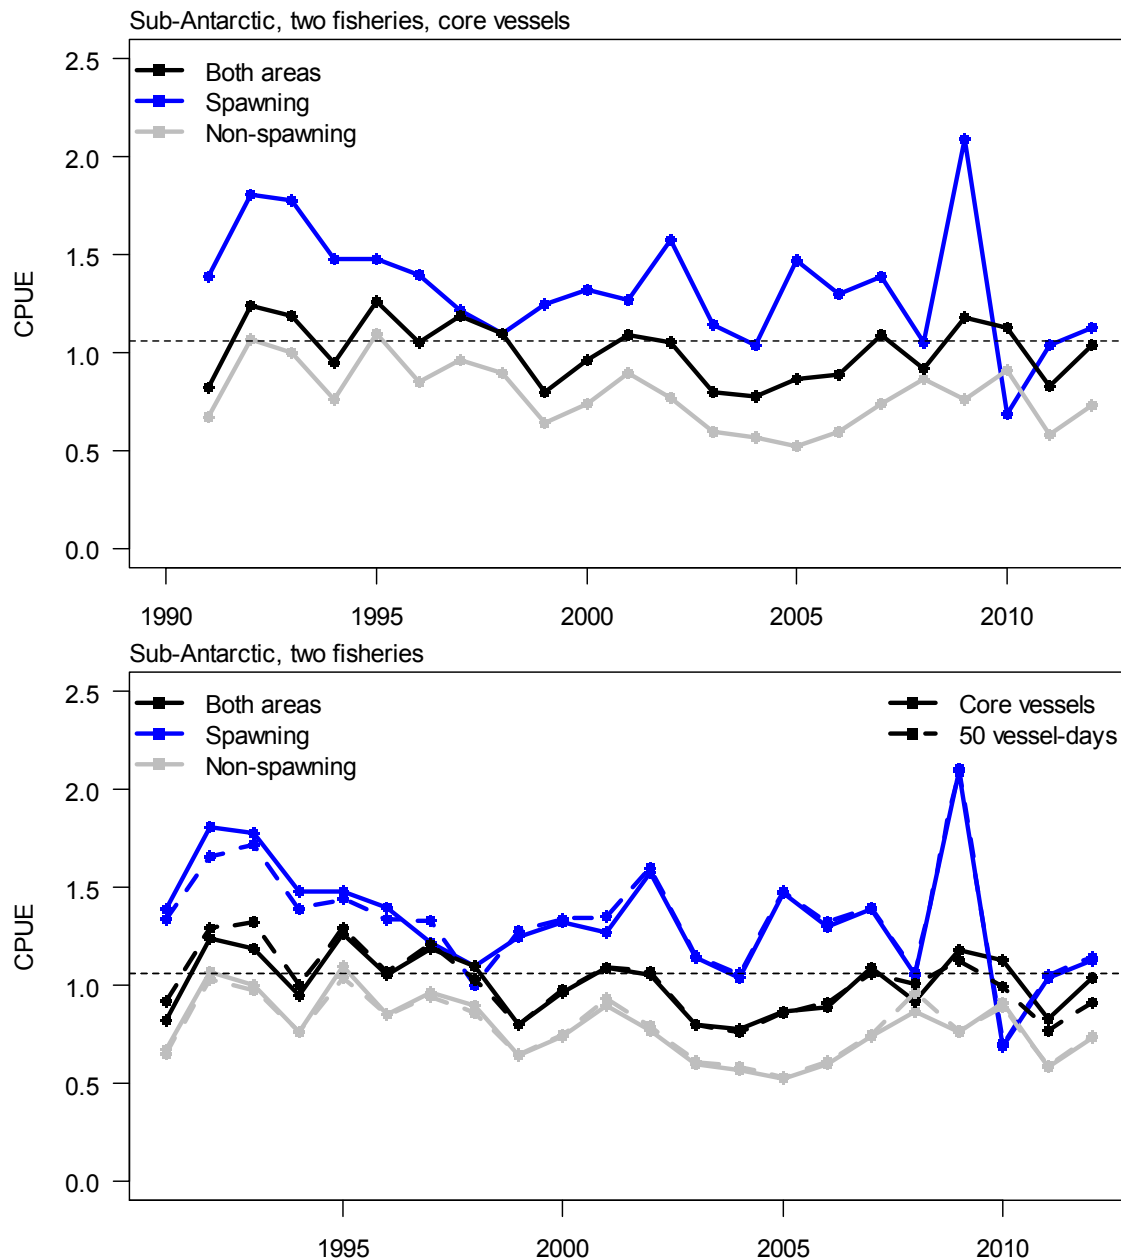 Sub-Antarctic, two fisheries, core vessels
2.5
Both areas
Spawning
Non-spawning
2.0
1.5
CPUE
1.0
0.5
0.0
1990 1995 2000 2005 2010
Sub-Antarctic, two fisheries
2.5
Both areas Core vessels
Spawning 50 vessel-days
Non-spawning
2.0
1.5
CPUE
1.0
0.5
0.0
1995 2000 2005 2010